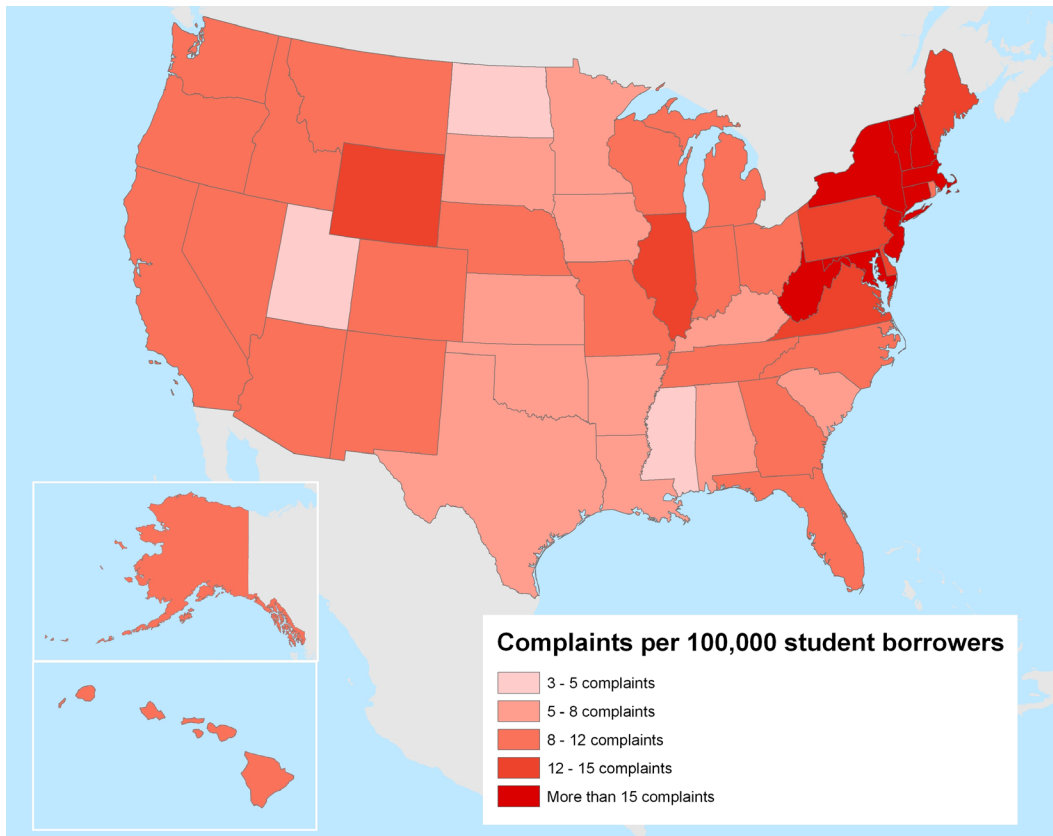 Complaints per 100,000 student borrowers
3 - 5 complaints
5 - 8 complaints
8 - 12 complaints
12 - 15 complaints
More than 15 complaints